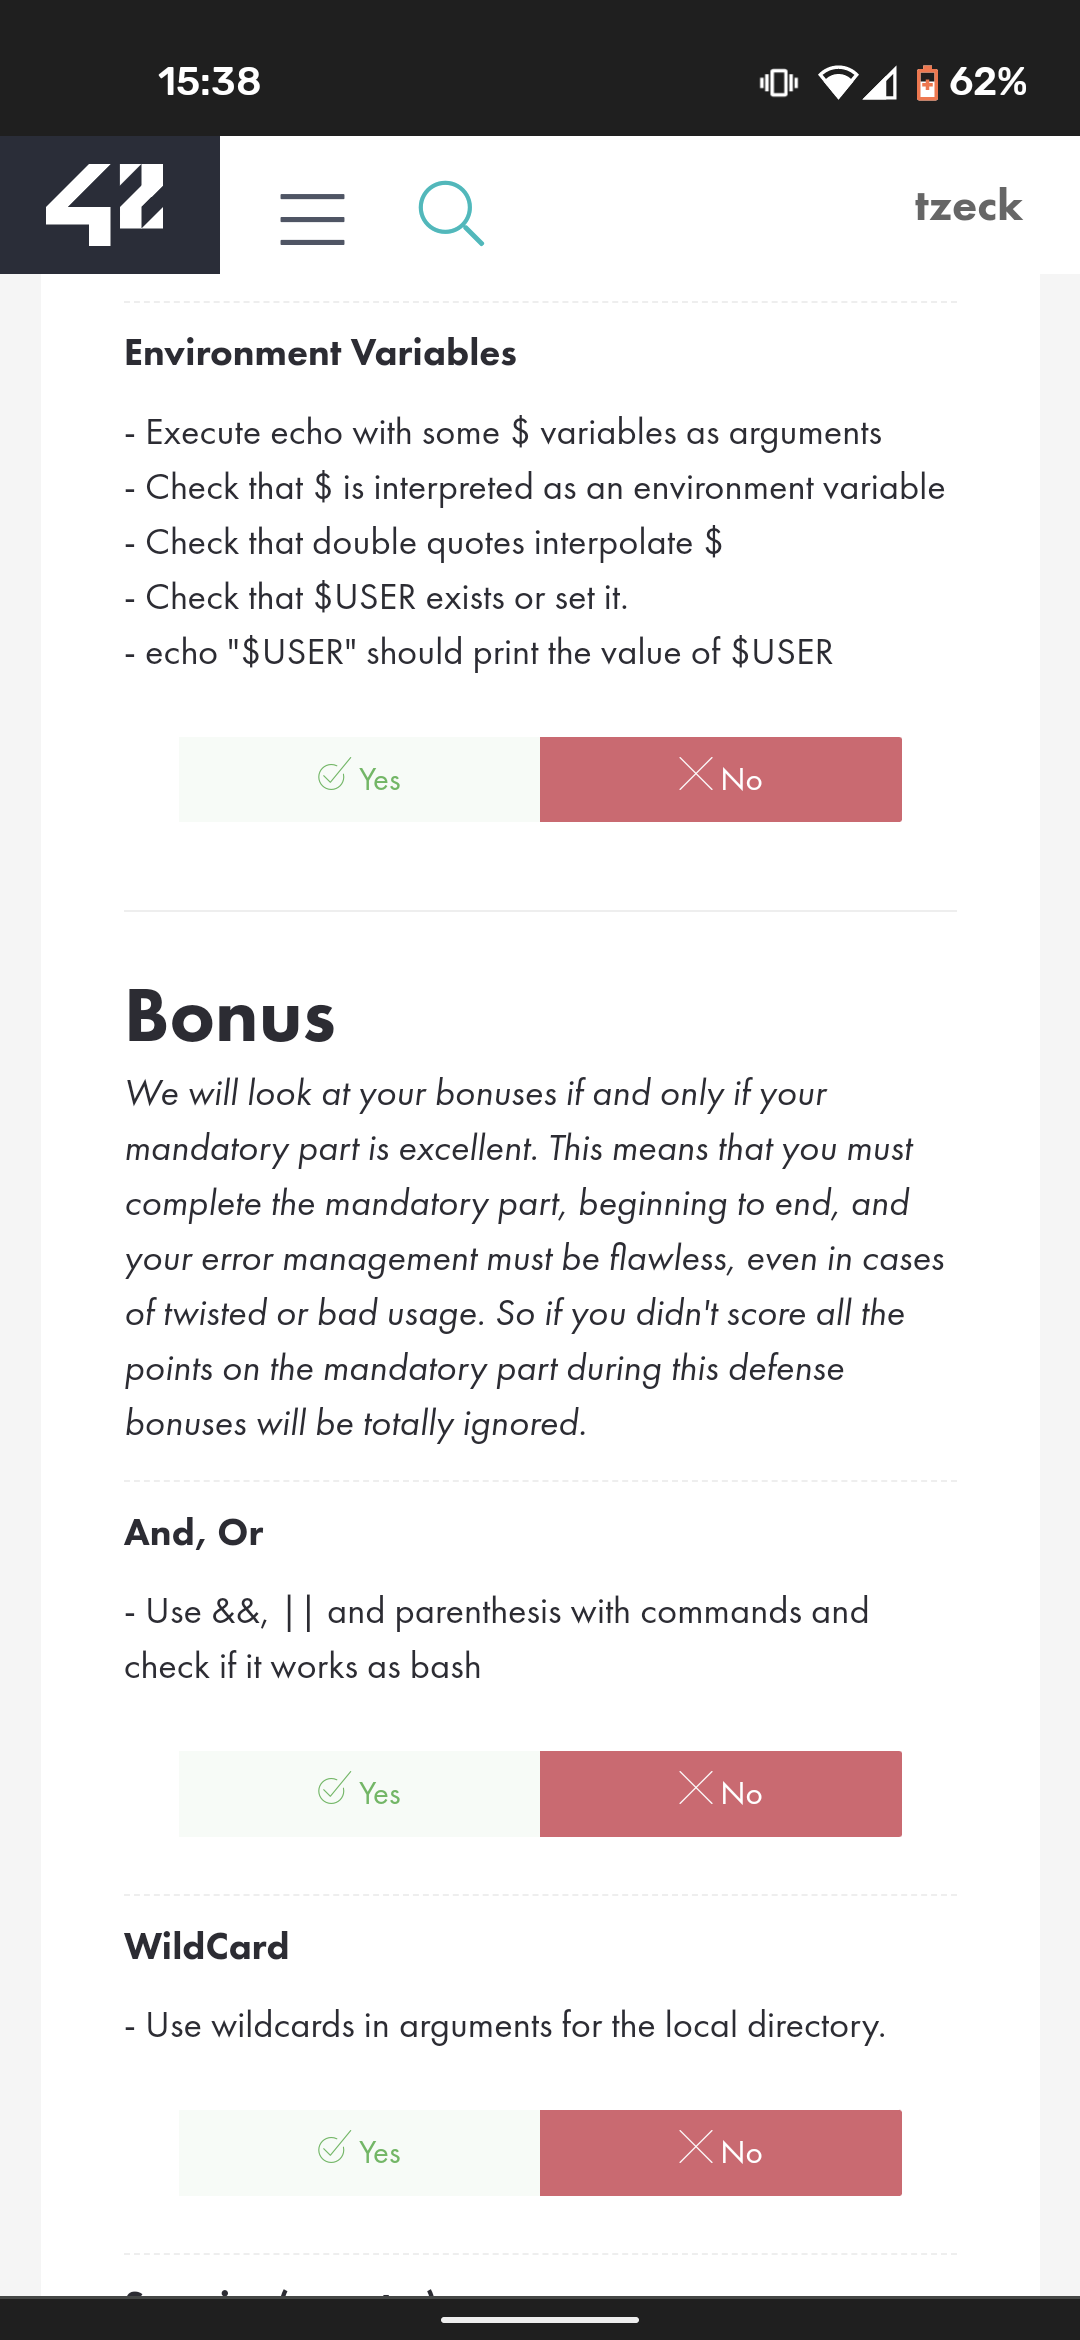 15:38
62%
42
tzeck
Environment Variables
- Execute echo with some $ variables as arguments
- Check that $ is interpreted as an environment variable
- Check that double quotes interpolate $
- Check that $USER exists or set it.
- echo "$USER" should print the value of $USER
Yes
No
Bonus
We will look at your bonuses if and only if your
mandatory part is excellent. This means that you must
complete the mandatory part, beginning to end, and
your error management must be flawless, even in cases
of twisted or bad usage. So if you didn't score all the
points on the mandatory part during this defense
bonuses will be totally ignored.
And, Or
- Use &&, || and parenthesis with commands and
check if it works as bash
Yes
No
WildCard
- Use wildcards in arguments for the local directory.
Yes
No